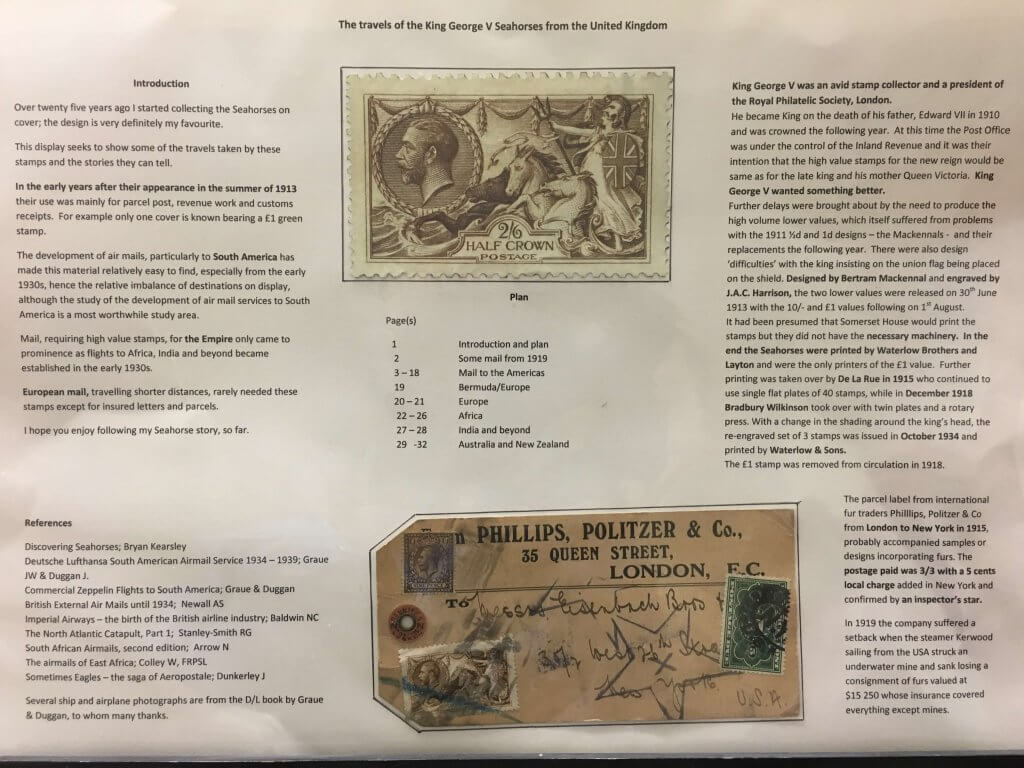 The travels of the King George V Seahorses from the United Kingdom
Introduction
Over twenty five years ago I started collecting the Seahorses on
cover; the design is very definitely my favourite.
This display seeks to show some of the travels taken by these
stamps and the stories they can tell.
In the early years after their appearance in the summer of 1913
their use was mainly for parcel post, revenue work and customs
receipts. For example only one cover is known bearing a £1 green
stamp.
The development of air mails, particularly to South America has
made this material relatively easy to find, especially from the early
1930s, hence the relative imbalance of destinations on display,
although the study of the development of air mail services to South
America is a most worthwhile study area.
Mail, requiring high value stamps, for the Empire only came to
prominence as flights to Africa, India and beyond became
established in the early 1930s.
European mail, travelling shorter distances, rarely needed these
stamps except for insured letters and parcels.
I hope you enjoy following my Seahorse story, so far.
References
Discovering Seahorses; Bryan Kearsley
Deutsche Lufthansa South American Airmail Service 1934 – 1939; Graue
JW & Duggan J.
Commercial Zeppelin Flights to South America; Graue & Duggan
British External Air Mails until 1934; Newall AS
Imperial Airways – the birth of the British airline industry; Baldwin NC
The North Atlantic Catapult, Part 1; Stanley-Smith RG
South African Airmails, second edition; Arrow N
The airmails of East Africa; Colley W, FRPSL
Sometimes Eagles – the saga of Aeropostale; Dunkerley J
Several ship and airplane photographs are from the D/L book by Graue
& Duggan, to whom many thanks.
2/6
HALF CROWN
POSTAGE
Plan
Page(s)
1 Introduction and plan
2 Some mail from 1919
3 – 18 Mail to the Americas
19 Bermuda/Europe
20 – 21 Europe
22 – 26 Africa
27 – 28 India and beyond
29 -32 Australia and New Zealand
PHILLIPS, POLITZER & Co.,
35 QUEEN STREET,
LONDON, E.C.
To Messrs Eisenbach Bros &
West
New York
U.S.A.
King George V was an avid stamp collector and a president of
the Royal Philatelic Society, London.
He became King on the death of his father, Edward VII in 1910
and was crowned the following year. At this time the Post Office
was under the control of the Inland Revenue and it was their
intention that the high value stamps for the new reign would be
same as for the late king and his mother Queen Victoria. King
George V wanted something better.
Further delays were brought about by the need to produce the
high volume lower values, which itself suffered from problems
with the 1911 ½d and 1d designs – the Mackennals - and their
replacements the following year. There were also design
‘difficulties’ with the king insisting on the union flag being placed
on the shield. Designed by Bertram Mackennal and engraved by
J.A.C. Harrison, the two lower values were released on 30th June
1913 with the 10/- and £1 values following on 1st August.
It had been presumed that Somerset House would print the
stamps but they did not have the necessary machinery. In the
end the Seahorses were printed by Waterlow Brothers and
Layton and were the only printers of the £1 value. Further
printing was taken over by De La Rue in 1915 who continued to
use single flat plates of 40 stamps, while in December 1918
Bradbury Wilkinson took over with twin plates and a rotary
press. With a change in the shading around the king's head, the
re-engraved set of 3 stamps was issued in October 1934 and
printed by Waterlow & Sons.
The £1 stamp was removed from circulation in 1918.
The parcel label from international
fur traders Philllips, Politzer & Co
from London to New York in 1915,
probably accompanied samples or
designs incorporating furs. The
postage paid was 3/3 with a 5 cents
local charge added in New York and
confirmed by an inspector's star.
In 1919 the company suffered a
setback when the steamer Kerwood
sailing from the USA struck an
underwater mine and sank losing a
consignment of furs valued at
$15 250 whose insurance covered
everything except mines.